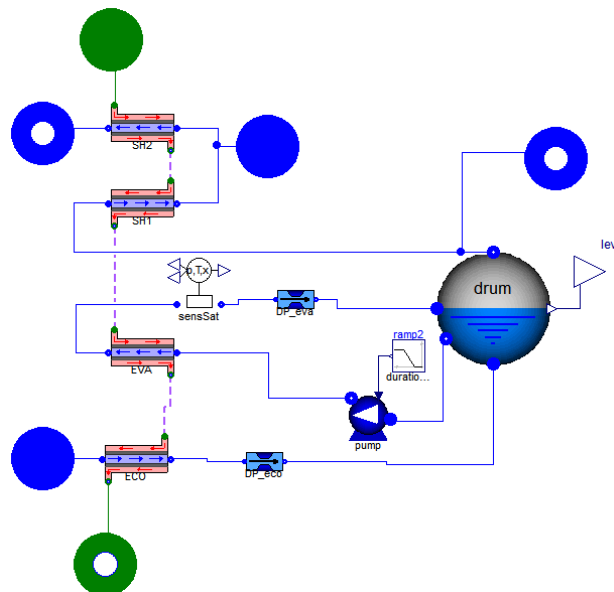 SH2
SH1
p,T,x
sensSat
DP_eva
drum
lev
EVA
ramp2
duratio...
pump
ECO
DP_eco